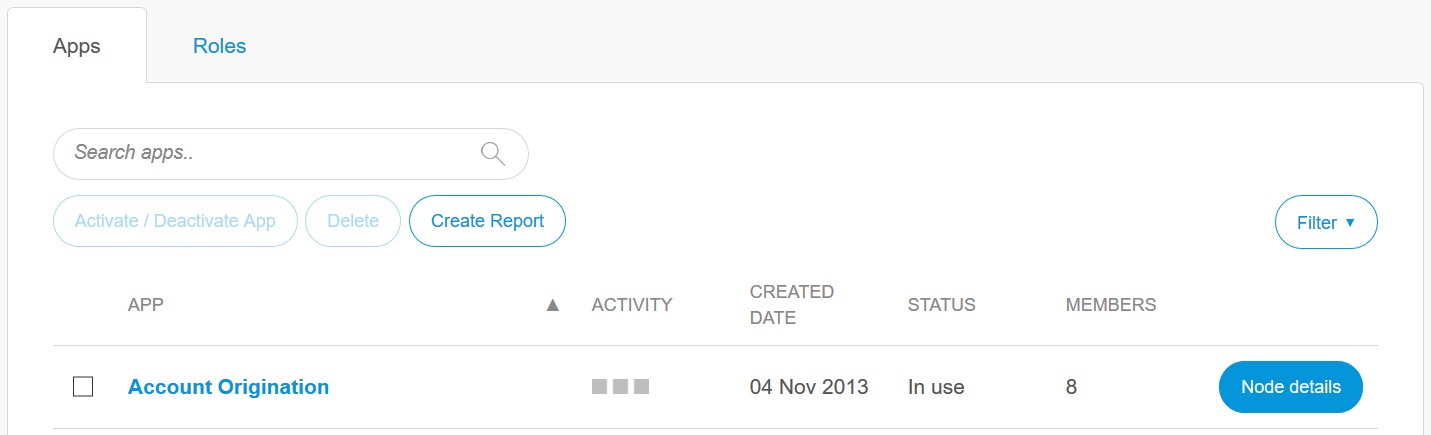 Apps Roles
Search apps..
Activate / Deactivate App Delete Create Report Filter ▼
APP ▲ ACTIVITY CREATED DATE STATUS MEMBERS
Account Origination 04 Nov 2013 In use 8 Node details